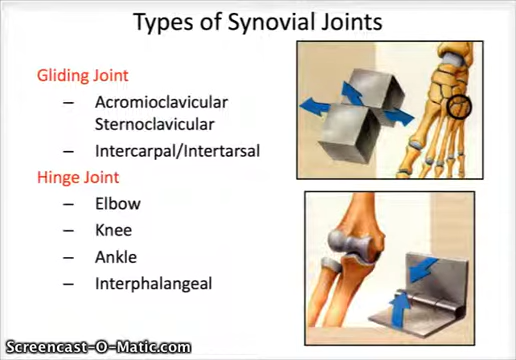 Types of Synovial Joints
Gliding Joint
– Acromioclavicular
Sternoclavicular
– Intercarpal/Intertarsal
Hinge Joint
– Elbow
– Knee
– Ankle
– Interphalangeal
Screencast-O-Matic.com